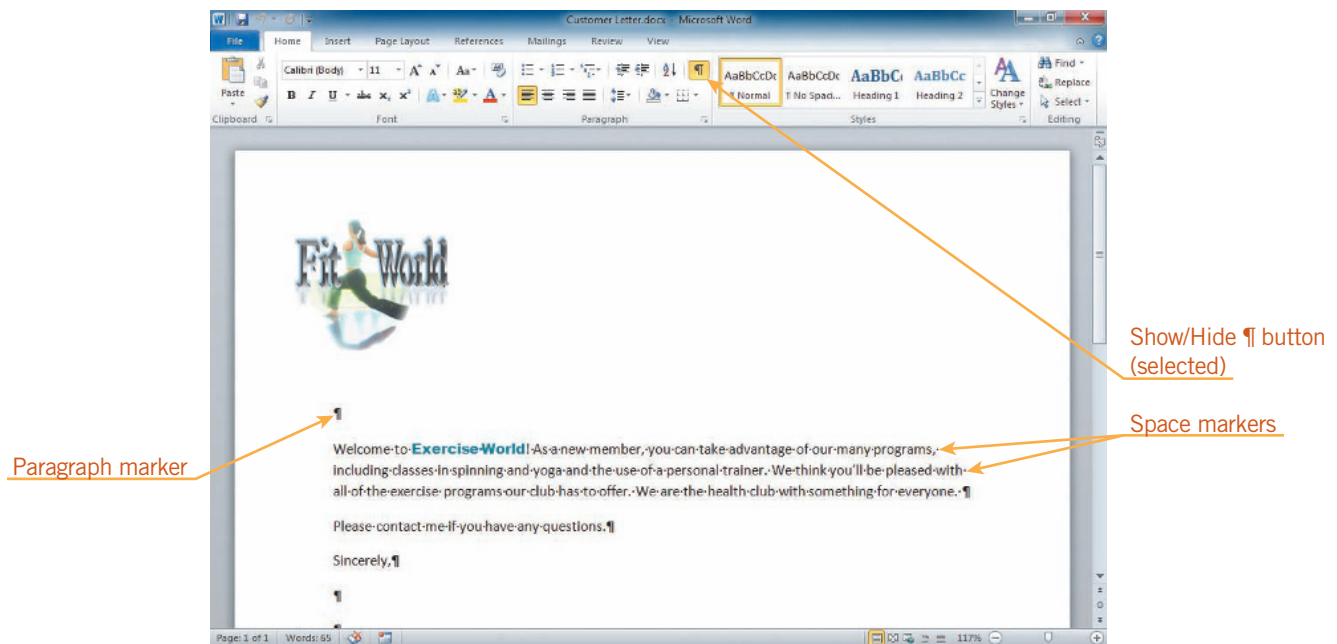 Customer Letter.docx - Microsoft Word
File Home Insert Page Layout References Mailings Review View
Paste
Clipboard
Calibri (Body) 11 A A Aa
B I U abc x₂ x² A ab A
Font
¶
Paragraph
AaBbCcDc AaBbCcDc AaBbC AaBbCc
¶ Normal ¶ No Spaci... Heading 1 Heading 2
Change
Styles
Styles
Find
Replace
Select
Editing
Fit World
¶
Welcome·to·Exercise·World!·As·a·new·member,·you·can·take·advantage·of·our·many·programs,·
including·classes·in·spinning·and·yoga·and·the·use·of·a·personal·trainer.·We·think·you'll·be·pleased·with·
all·of·the·exercise·programs·our·club·has·to·offer.·We·are·the·health·club·with·something·for·everyone.·¶
Please·contact·me·if·you·have·any·questions.¶
Sincerely,¶
¶
Page: 1 of 1 Words: 65 117%
Paragraph marker
Show/Hide ¶ button
(selected)
Space markers